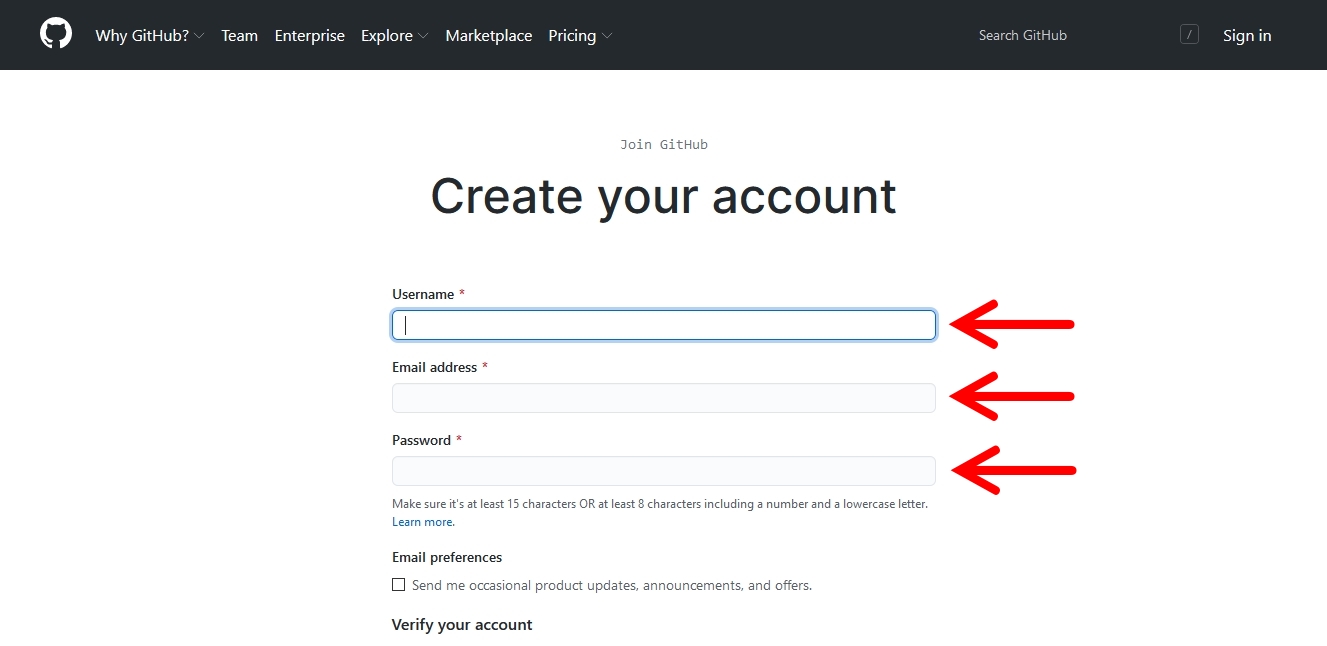 Why GitHub? Team Enterprise Explore Marketplace Pricing Search GitHub / Sign in
Join GitHub
Create your account
Username *
Email address *
Password *
Make sure it's at least 15 characters OR at least 8 characters including a number and a lowercase letter.
Learn more.
Email preferences
Send me occasional product updates, announcements, and offers.
Verify your account